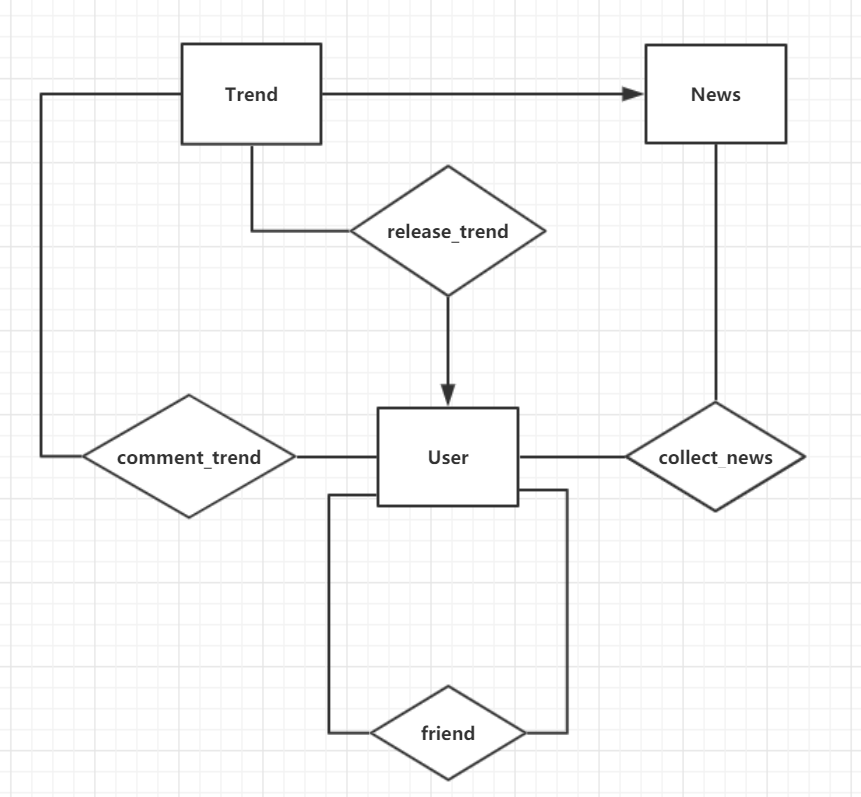 Trend
News
release_trend
comment_trend
User
collect_news
friend